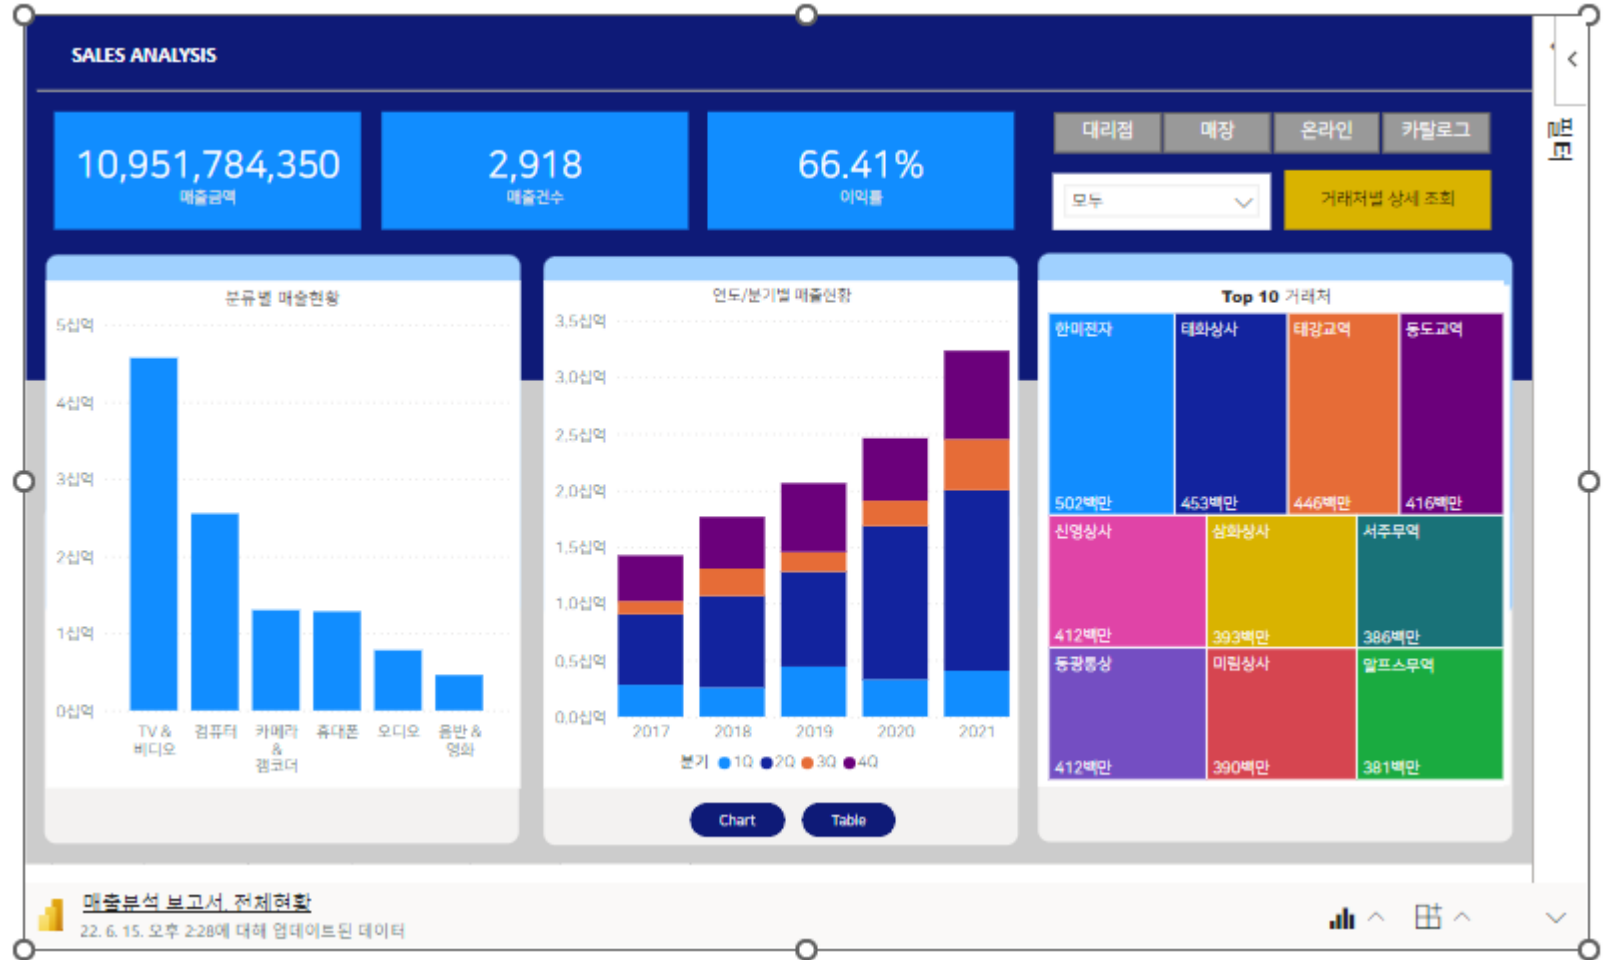 SALES ANALYSIS
10,951,784,350
매출금액
2,918
매출건수
66.41%
이익률
대리점
매장
온라인
카탈로그
모두
거래처별 상세 조회
필터
분류별 매출현황
5십억
4십억
3십억
2십억
1십억
0십억
TV &
비디오
컴퓨터
카메라
&
캠코더
휴대폰
오디오
음반 &
영화
연도/분기별 매출현황
3.5십억
3.0십억
2.5십억
2.0십억
1.5십억
1.0십억
0.5십억
0.0십억
2017
2018
2019
2020
2021
분기 1Q 2Q 3Q 4Q
Chart
Table
Top 10 거래처
한미전자
502백만
태화상사
453백만
태강교역
446백만
동도교역
416백만
신영상사
412백만
삼화상사
393백만
서주무역
386백만
동광통상
412백만
미림상사
390백만
알프스무역
381백만
매출분석 보고서, 전체현황
22. 6. 15. 오후 2:28에 대해 업데이트된 데이터